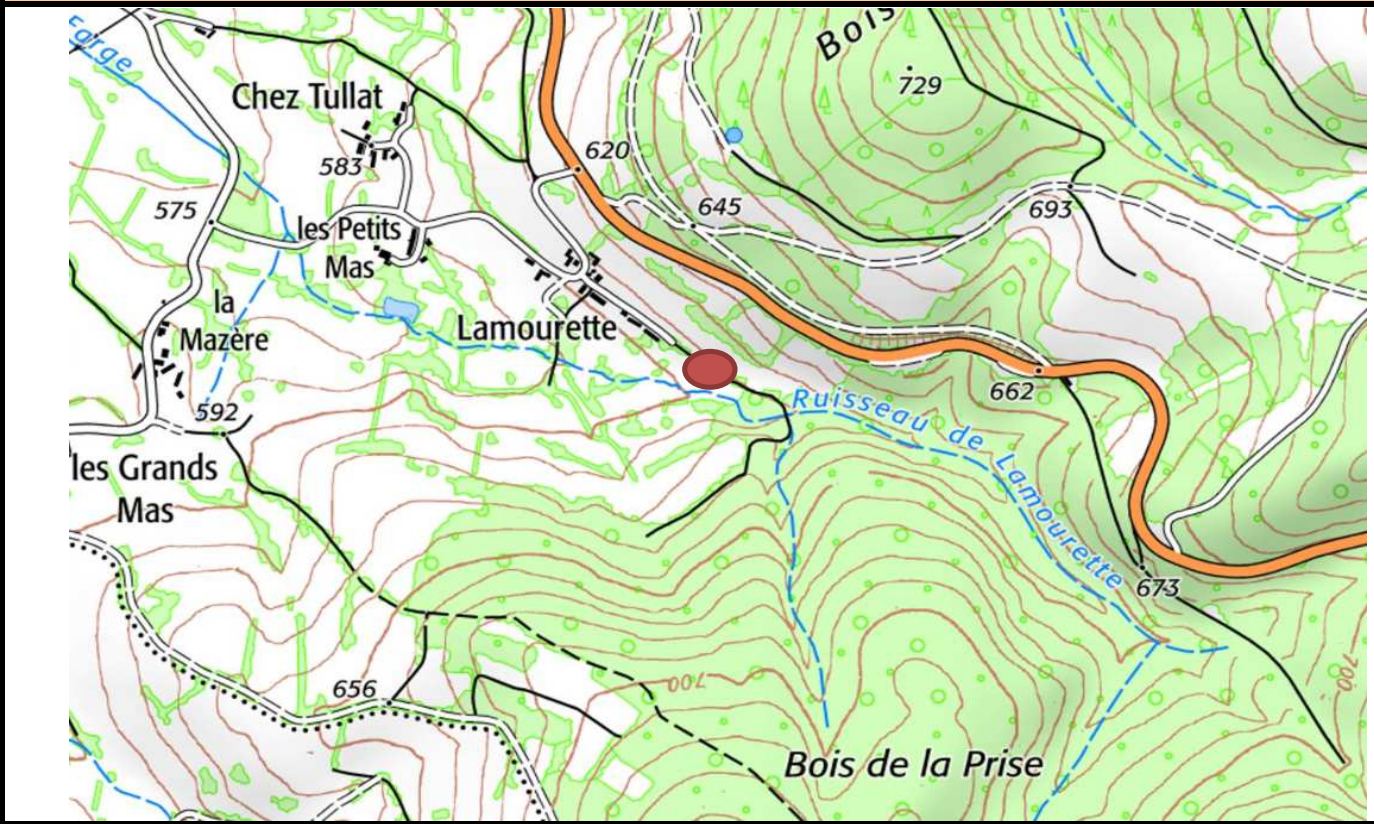 Farge
Bois
729
Chez Tullat
583
620
575
645
693
les Petits
Mas
la
Mazère
Lamourette
662
592
Ruisseau de Lamourette
les Grands
Mas
673
656
700
700
Bois de la Prise